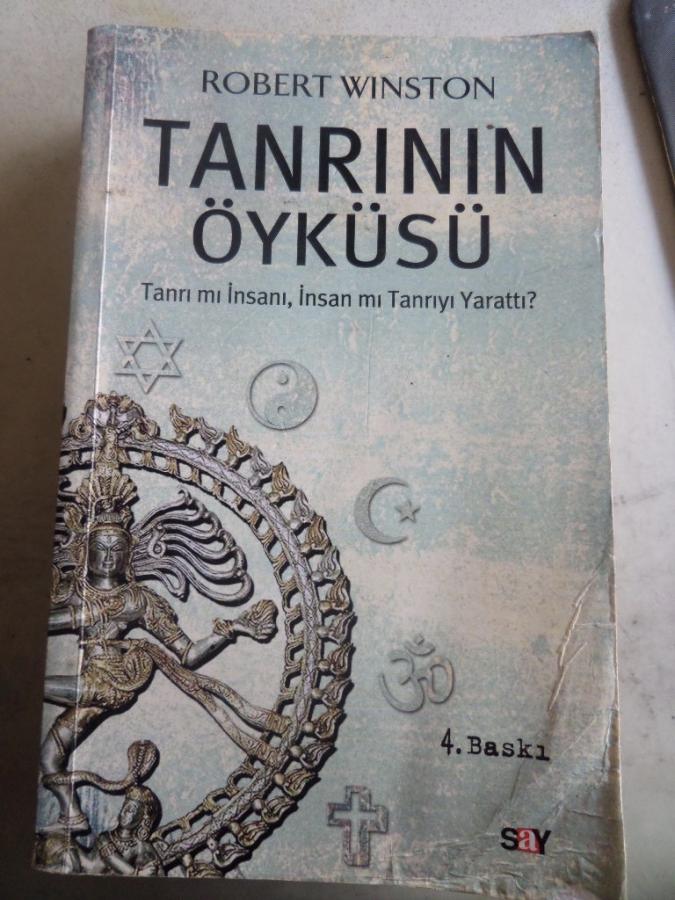 ROBERT WINSTON
TANRININ
ÖYKÜSÜ
Tanrı mı İnsanı, İnsan mı Tanrıyı Yarattı?
4. Baskı
say